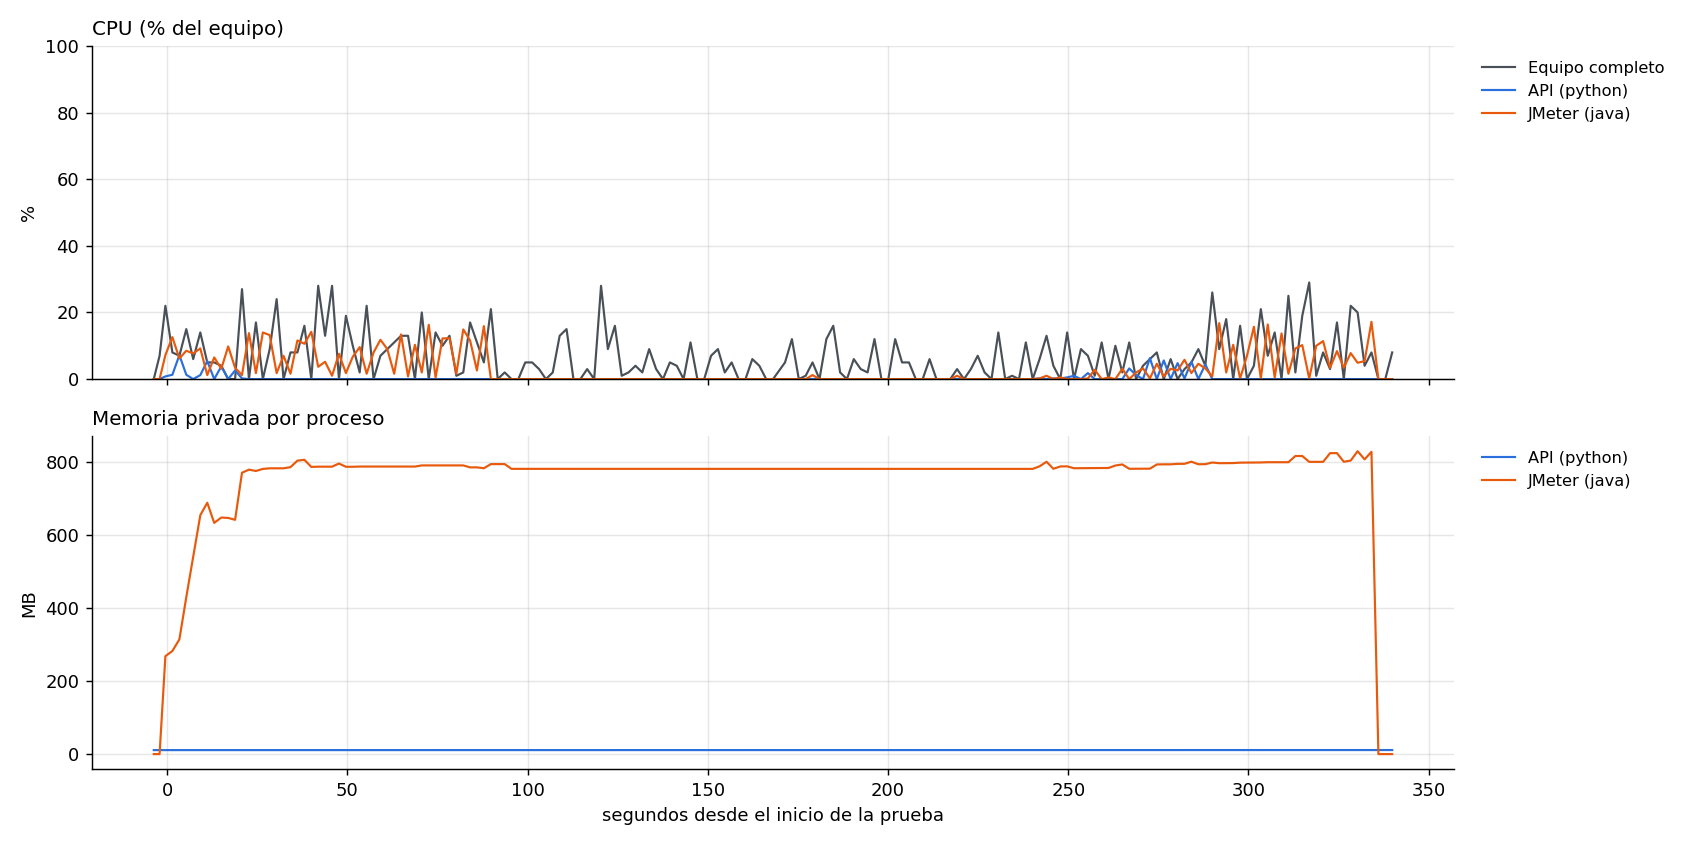 CPU (% del equipo)
100
80
60
40
20
0
%
Equipo completo
API (python)
JMeter (java)
Memoria privada por proceso
800
600
400
200
0
MB
API (python)
JMeter (java)
0 50 100 150 200 250 300 350
segundos desde el inicio de la prueba